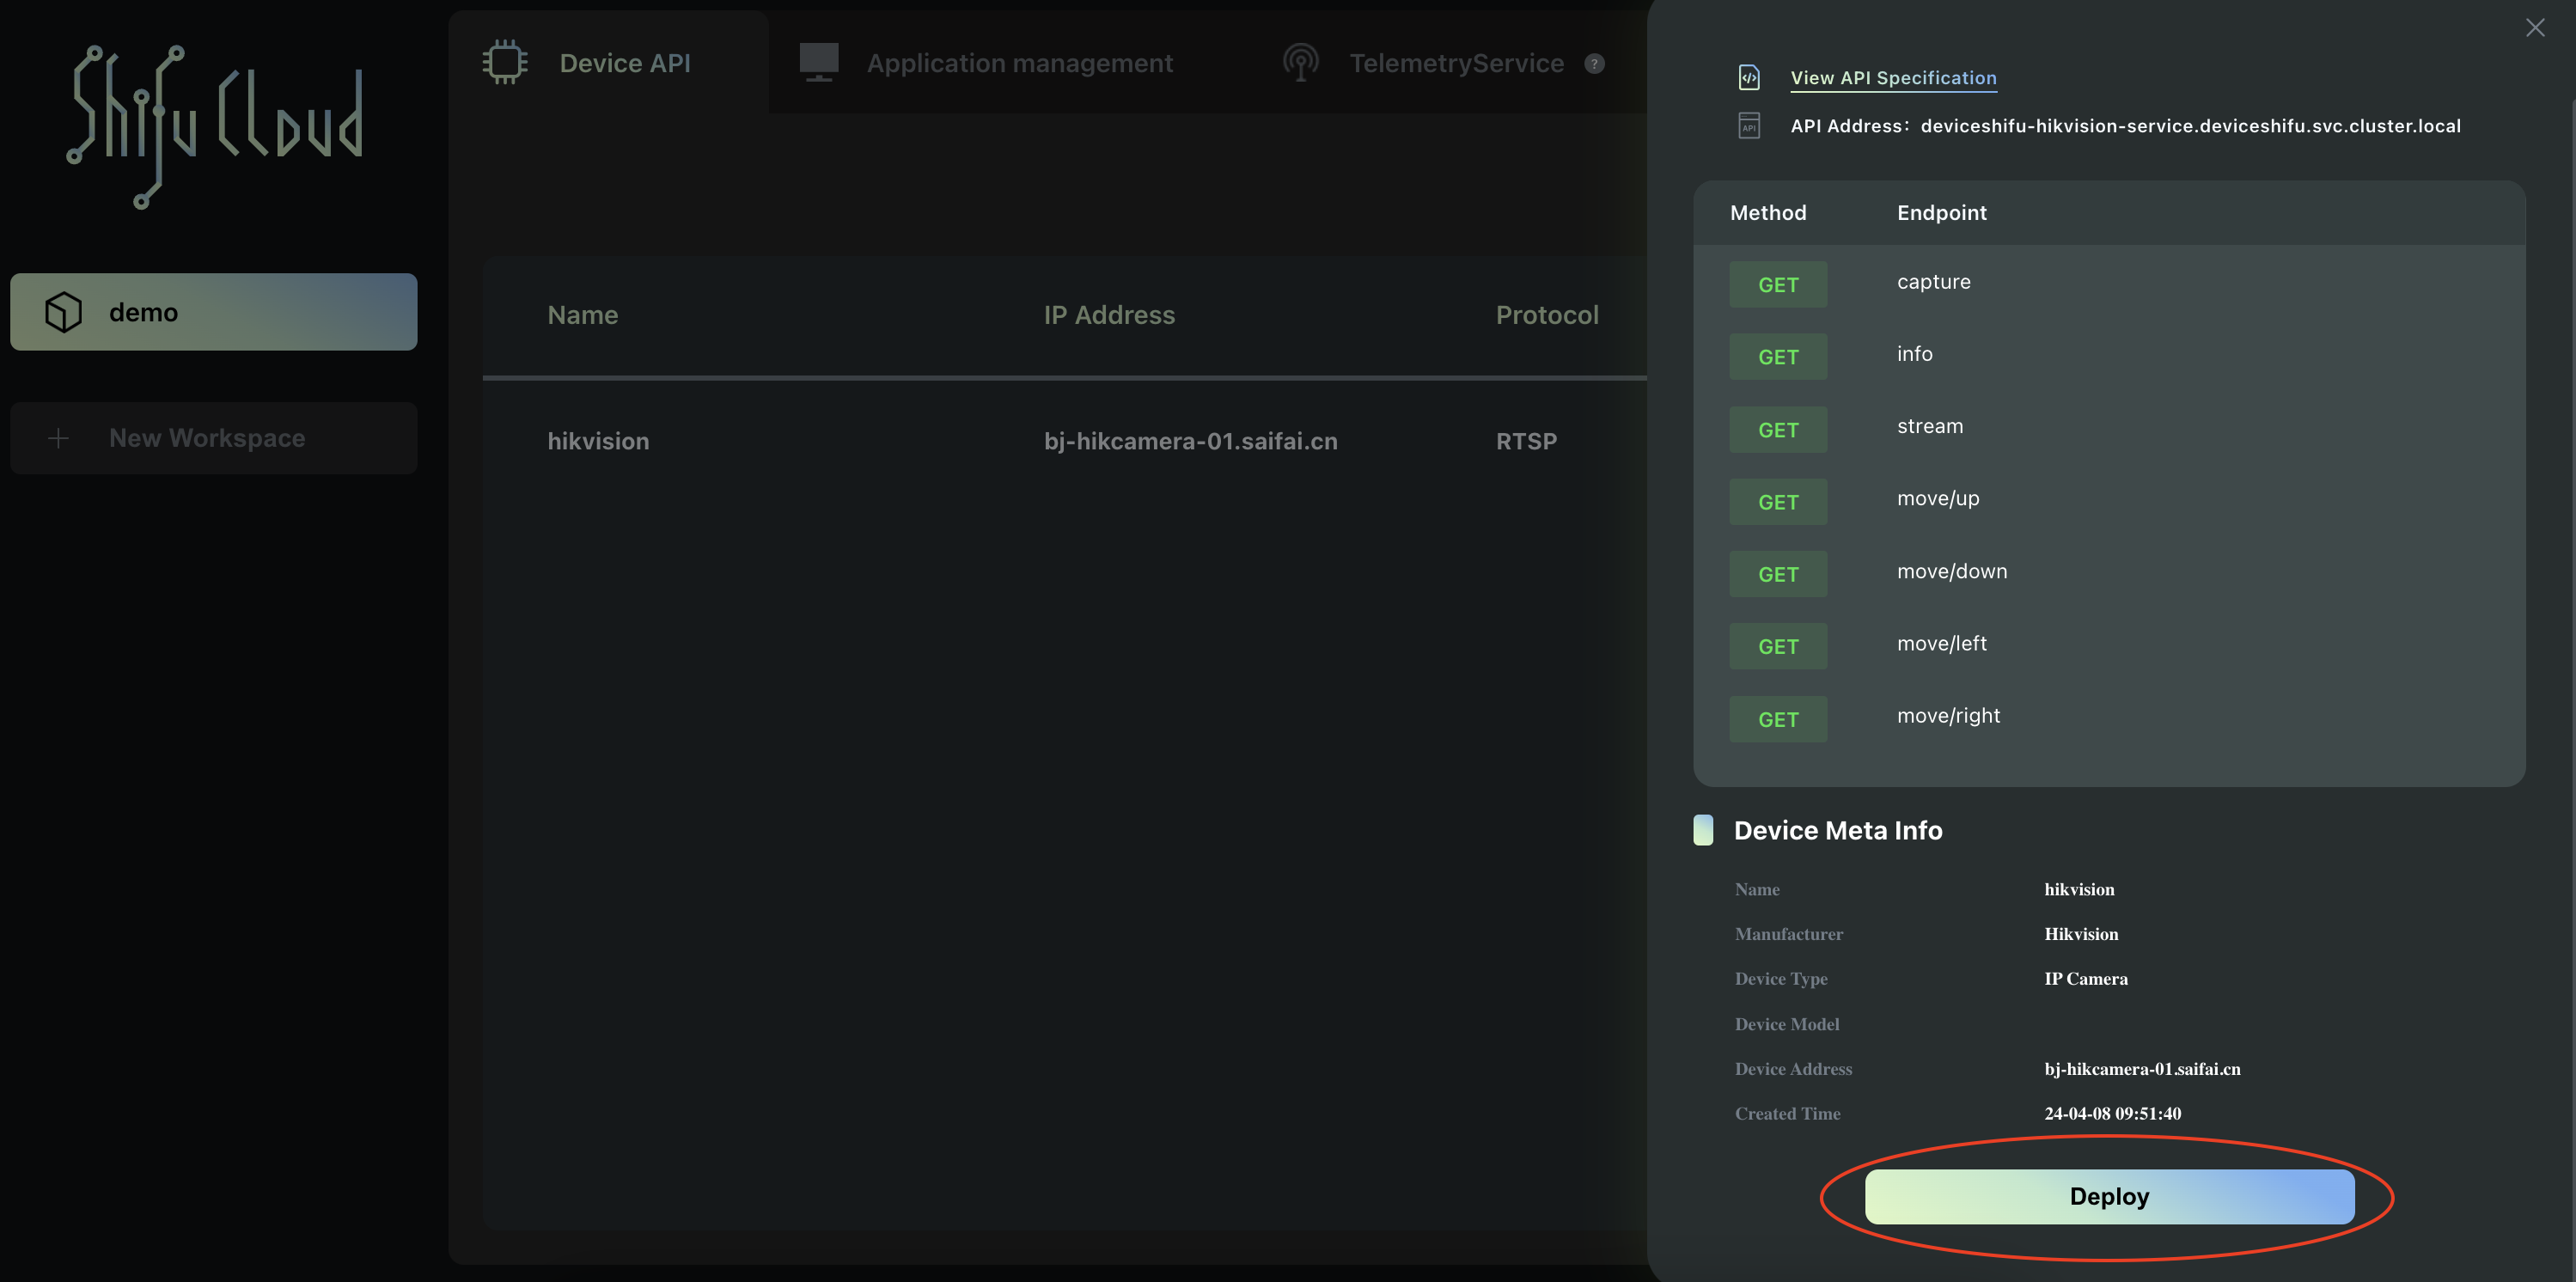 Shifu Cloud
demo
New Workspace
Device API
Application management
TelemetryService ?
Name IP Address Protocol
hikvision bj-hikcamera-01.saifai.cn RTSP
View API Specification
API API Address：deviceshifu-hikvision-service.deviceshifu.svc.cluster.local
Method Endpoint
GET capture
GET info
GET stream
GET move/up
GET move/down
GET move/left
GET move/right
Device Meta Info
Name hikvision
Manufacturer Hikvision
Device Type IP Camera
Device Model
Device Address bj-hikcamera-01.saifai.cn
Created Time 24-04-08 09:51:40
Deploy